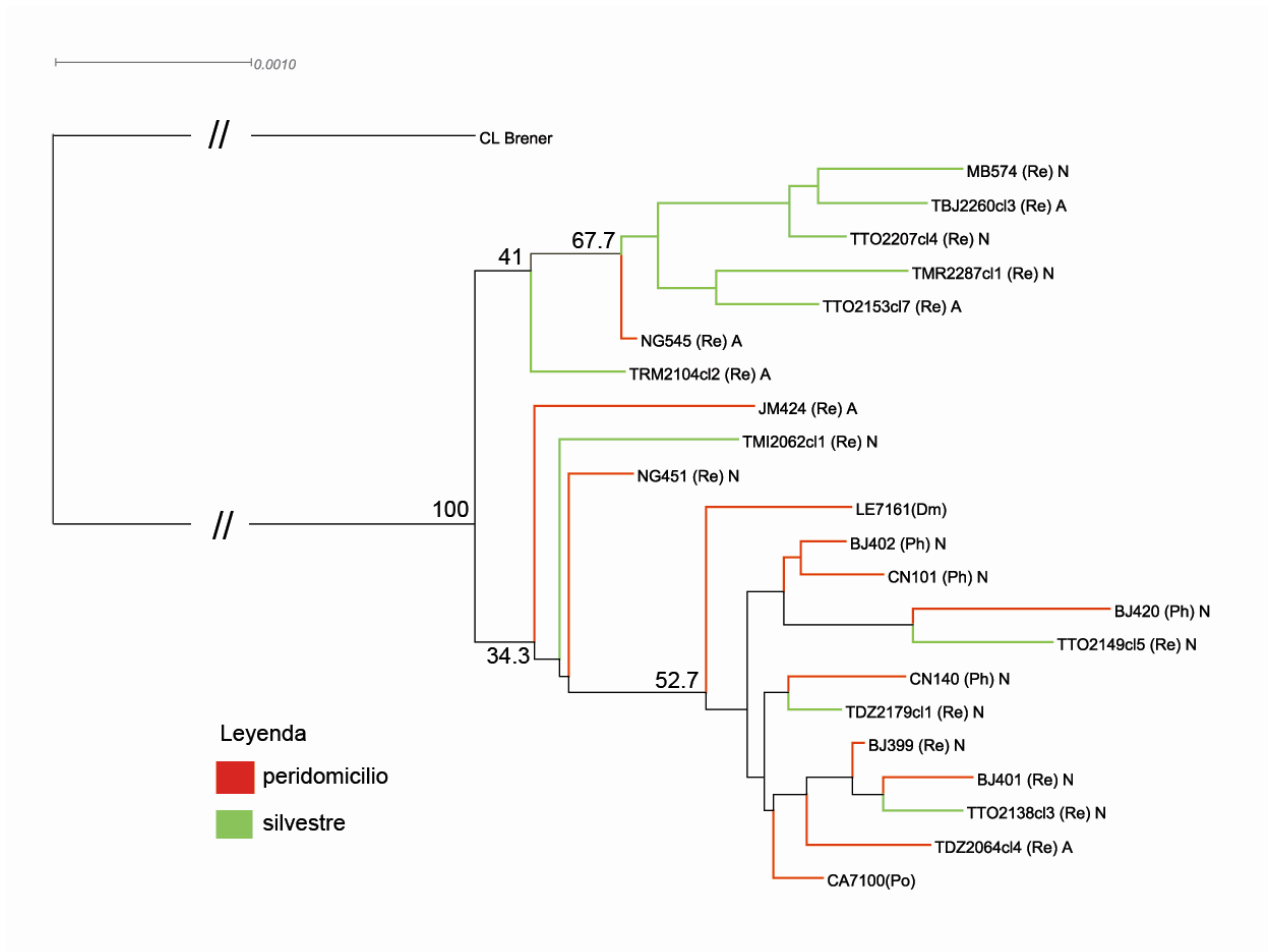 0.0010
//
CL Brener
MB574 (Re) N
TBJ2260cl3 (Re) A
67.7
TTO2207cl4 (Re) N
41
TMR2287cl1 (Re) N
TTO2153cl7 (Re) A
NG545 (Re) A
TRM2104cl2 (Re) A
JM424 (Re) A
TMI2062cl1 (Re) N
NG451 (Re) N
100
LE7161(Dm)
//
BJ402 (Ph) N
CN101 (Ph) N
BJ420 (Ph) N
TTO2149cl5 (Re) N
34.3
52.7
CN140 (Ph) N
TDZ2179cl1 (Re) N
BJ399 (Re) N
BJ401 (Re) N
TTO2138cl3 (Re) N
TDZ2064cl4 (Re) A
CA7100(Po)
Leyenda
peridomicilio
silvestre